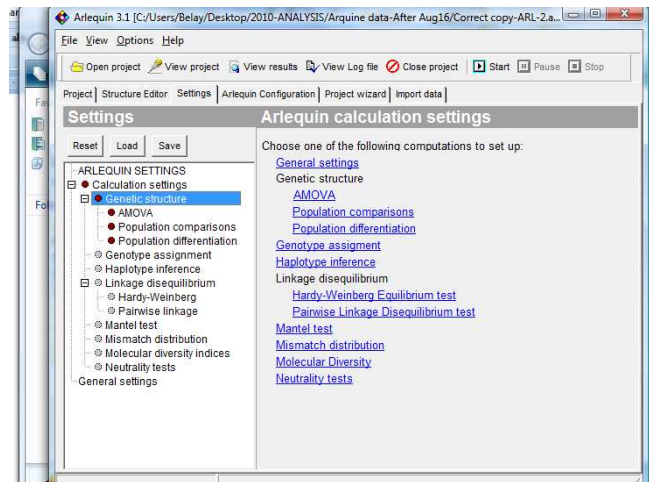 Arlequin 3.1 [C:/Users/Belay/Desktop/2010-ANALYSIS/Arquine data-After Aug16/Correct copy-ARL-2.a...
File View Options Help
Open project View project View results View Log file Close project Start Pause Stop
Project Structure Editor Settings Arlequin Configuration Project wizard Import data
Settings
Reset Load Save
ARLEQUIN SETTINGS
Calculation settings
Genetic structure
AMOVA
Population comparisons
Population differentiation
Genotype assignment
Haplotype inference
Linkage disequilibrium
Hardy-Weinberg
Pairwise linkage
Mantel test
Mismatch distribution
Molecular diversity indices
Neutrality tests
General settings
Arlequin calculation settings
Choose one of the following computations to set up:
General settings
Genetic structure
AMOVA
Population comparisons
Population differentiation
Genotype assigment
Haplotype inference
Linkage disequilibrium
Hardy-Weinberg Equilibrium test
Pairwise Linkage Disequilibrium test
Mantel test
Mismatch distribution
Molecular Diversity
Neutrality tests